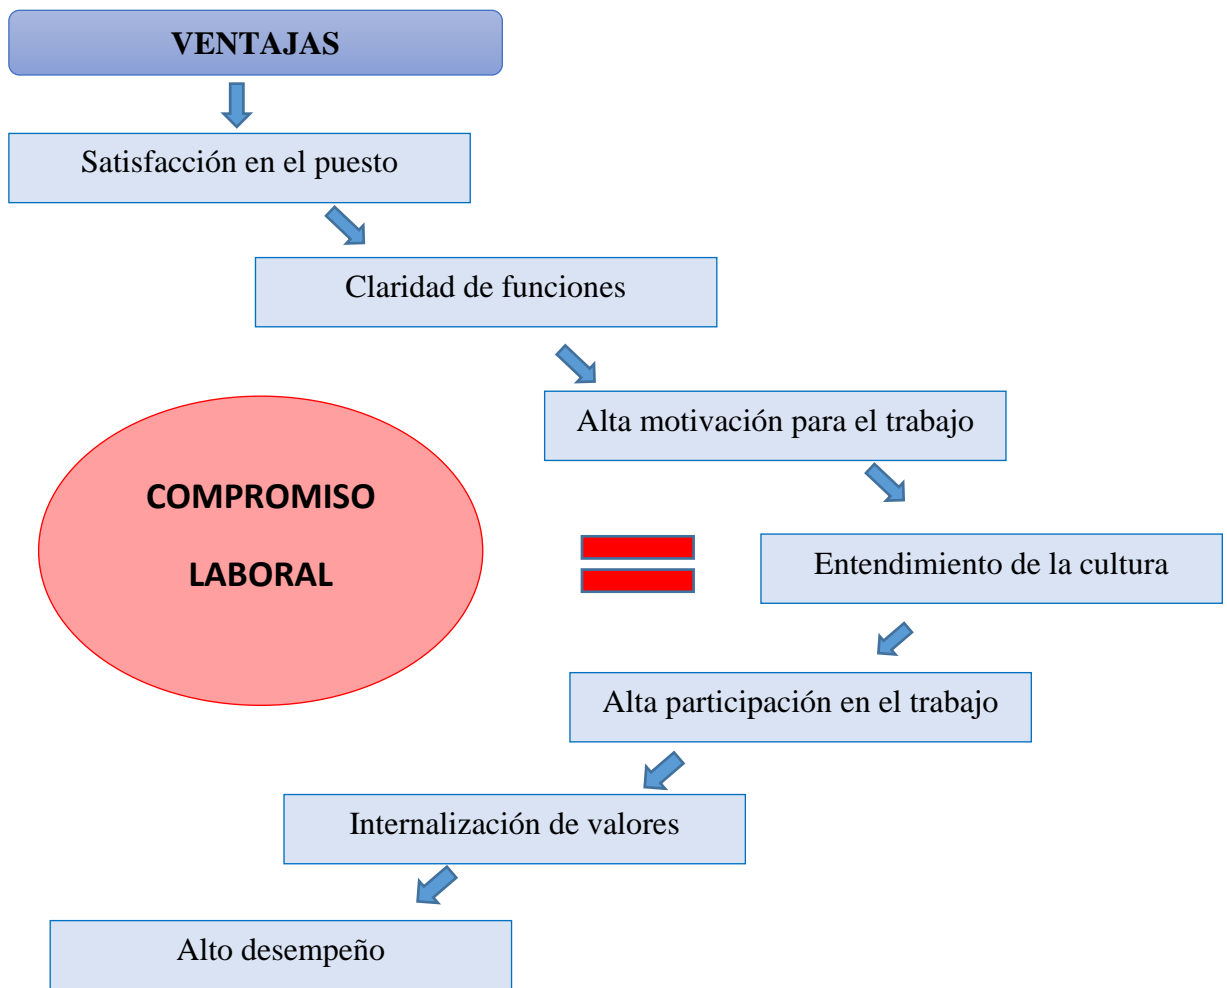 VENTAJAS
Satisfacción en el puesto
Claridad de funciones
Alta motivación para el trabajo
COMPROMISO
LABORAL
Entendimiento de la cultura
Alta participación en el trabajo
Internalización de valores
Alto desempeño